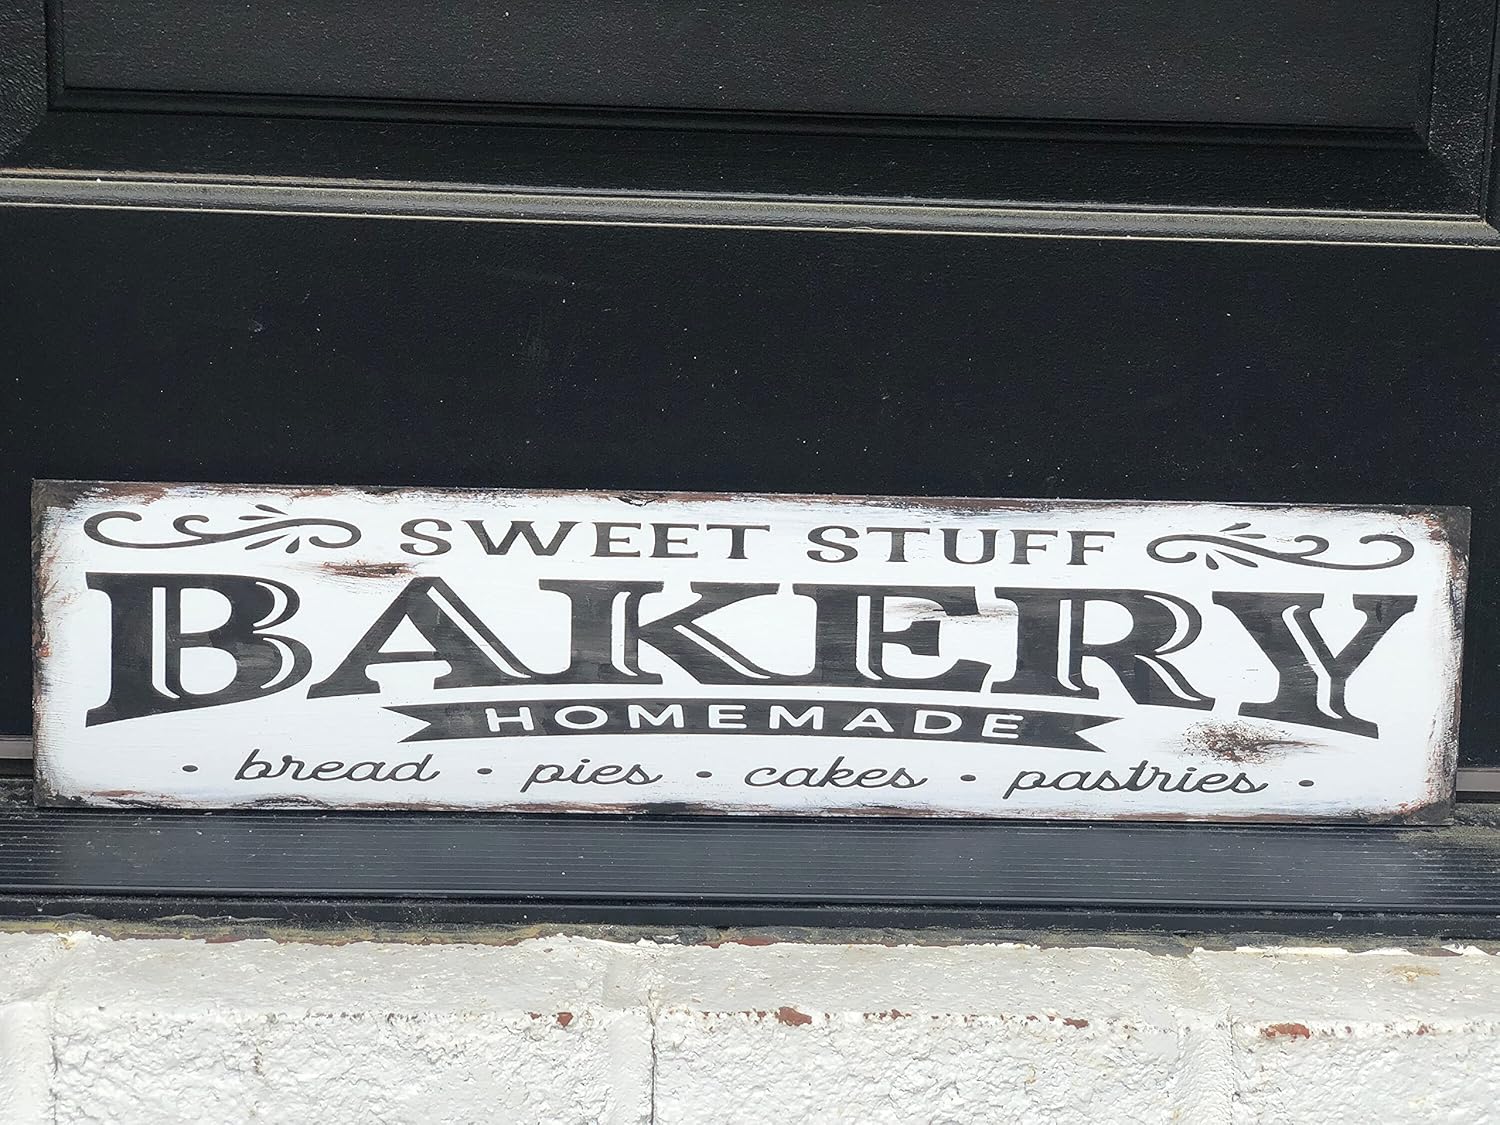 SWEET STUFF
BAKERY
HOMEMADE
• bread • pies • cakes • pastries •